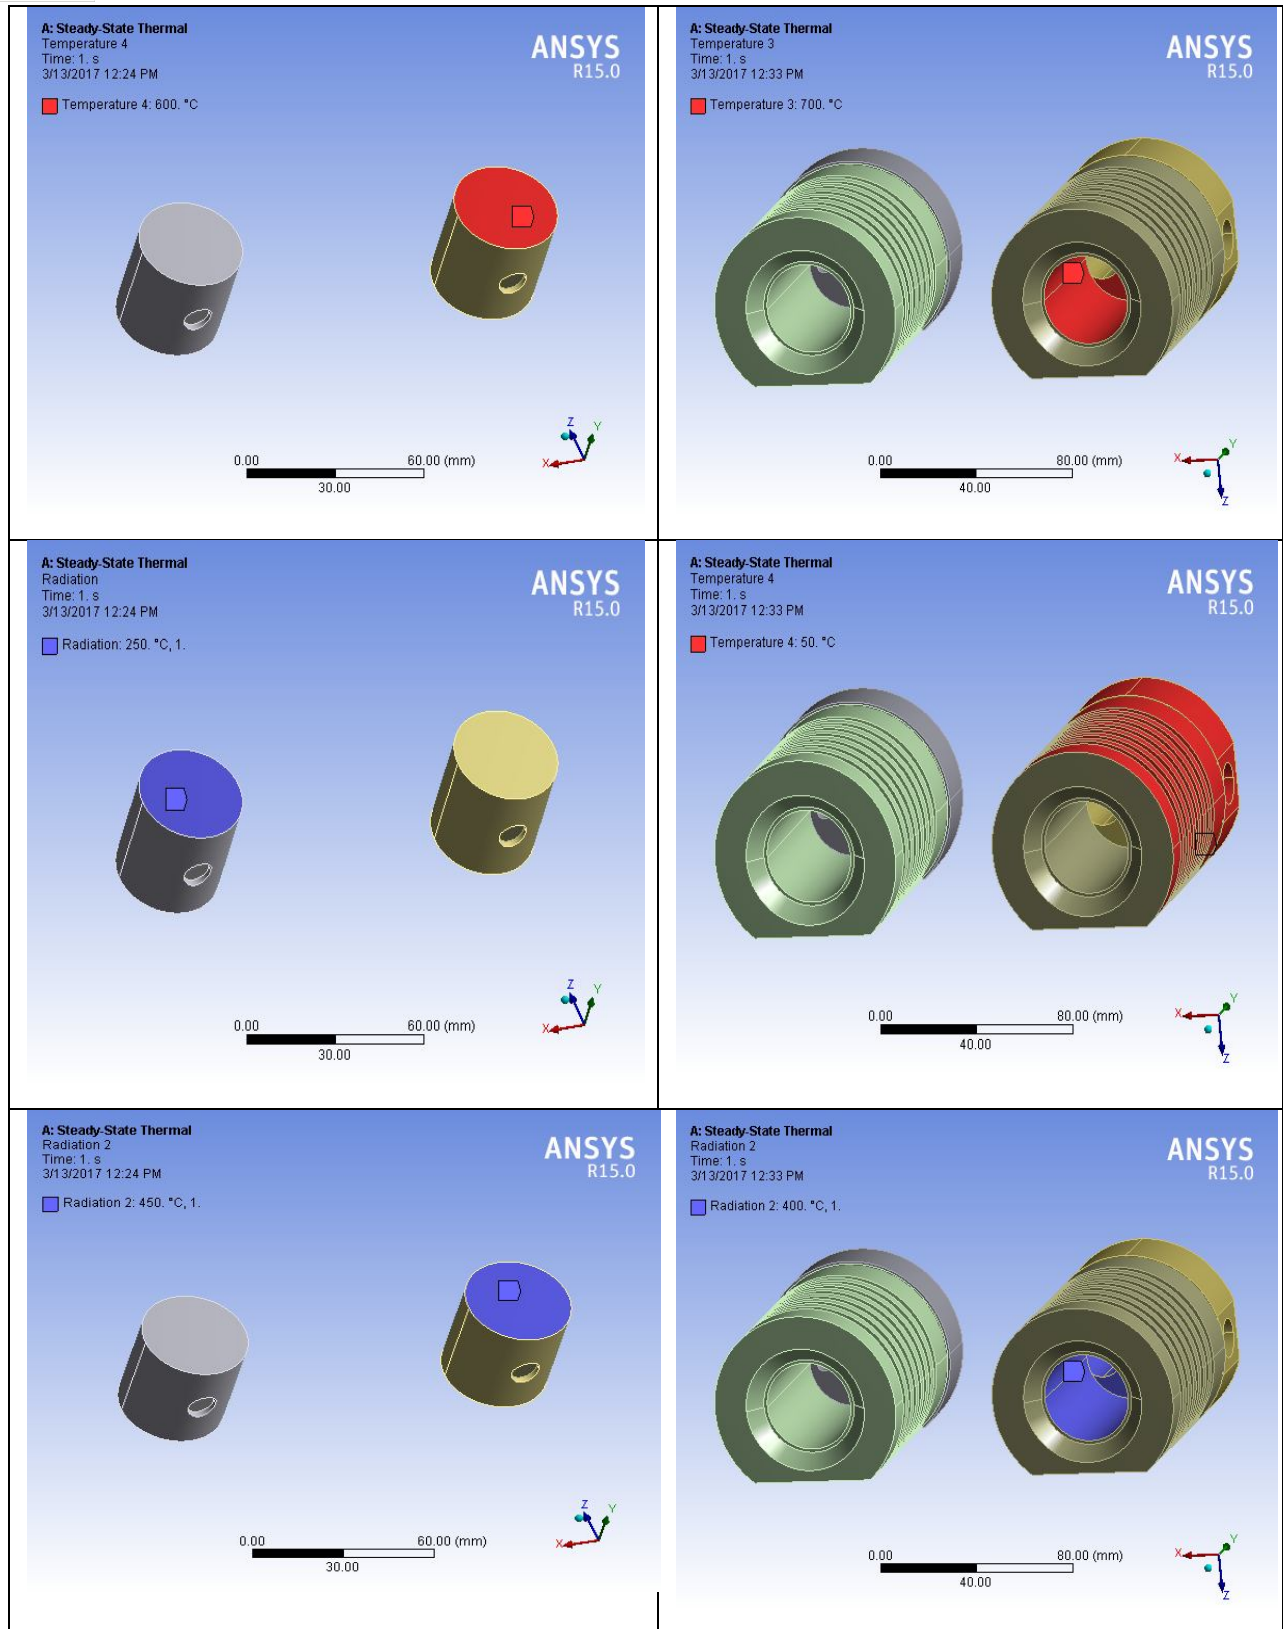 A: Steady-State Thermal
Temperature 4
Time: 1. s
3/13/2017 12:24 PM
ANSYS
R15.0
Temperature 4: 600. °C
Z
Y
X
0.00 60.00 (mm)
30.00
A: Steady-State Thermal
Temperature 3
Time: 1. s
3/13/2017 12:33 PM
ANSYS
R15.0
Temperature 3: 700. °C
Y
X
Z
0.00 80.00 (mm)
40.00
A: Steady-State Thermal
Radiation
Time: 1. s
3/13/2017 12:24 PM
ANSYS
R15.0
Radiation: 250. °C, 1.
Z
Y
X
0.00 60.00 (mm)
30.00
A: Steady-State Thermal
Temperature 4
Time: 1. s
3/13/2017 12:33 PM
ANSYS
R15.0
Temperature 4: 50. °C
Y
X
Z
0.00 80.00 (mm)
40.00
A: Steady-State Thermal
Radiation 2
Time: 1. s
3/13/2017 12:24 PM
ANSYS
R15.0
Radiation 2: 450. °C, 1.
Z
Y
X
0.00 60.00 (mm)
30.00
A: Steady-State Thermal
Radiation 2
Time: 1. s
3/13/2017 12:33 PM
ANSYS
R15.0
Radiation 2: 400. °C, 1.
Y
X
Z
0.00 80.00 (mm)
40.00